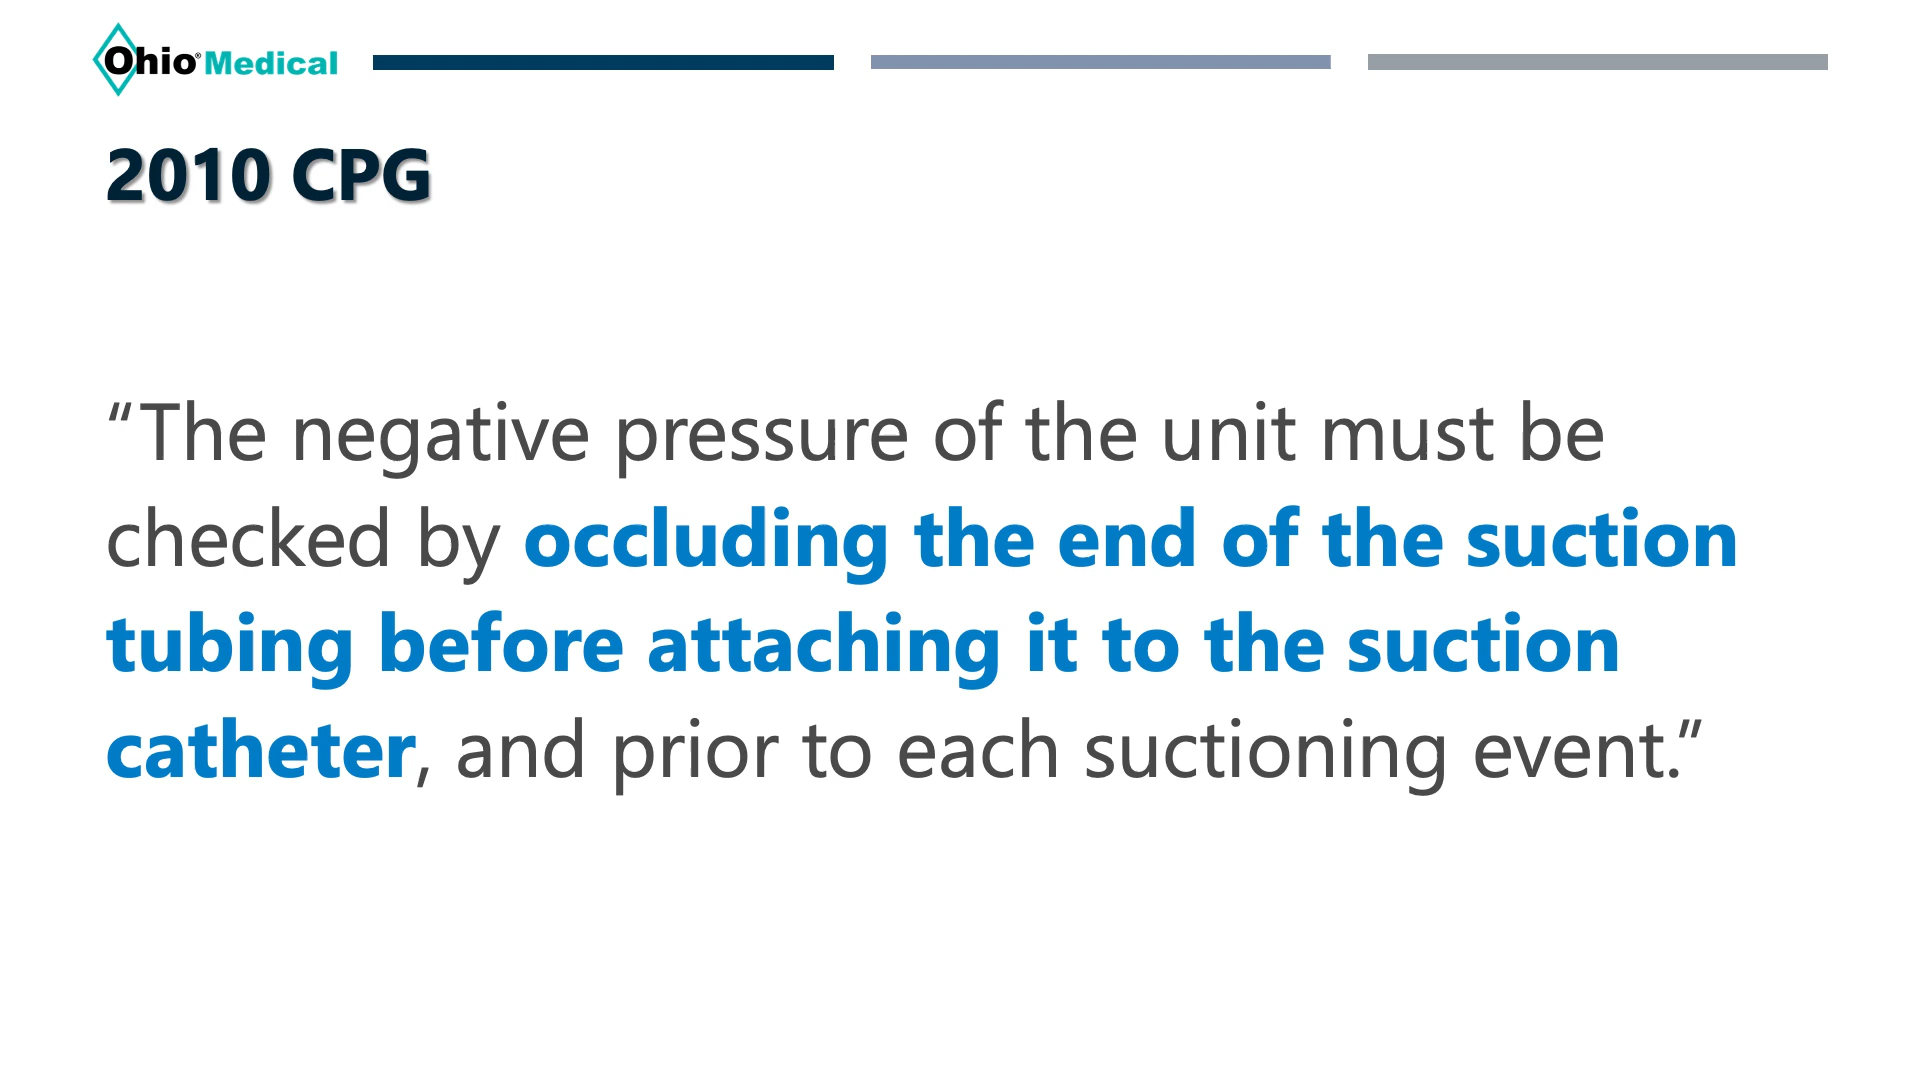 Ohio® Medical
2010 CPG
“The negative pressure of the unit must be
checked by occluding the end of the suction
tubing before attaching it to the suction
catheter, and prior to each suctioning event.”